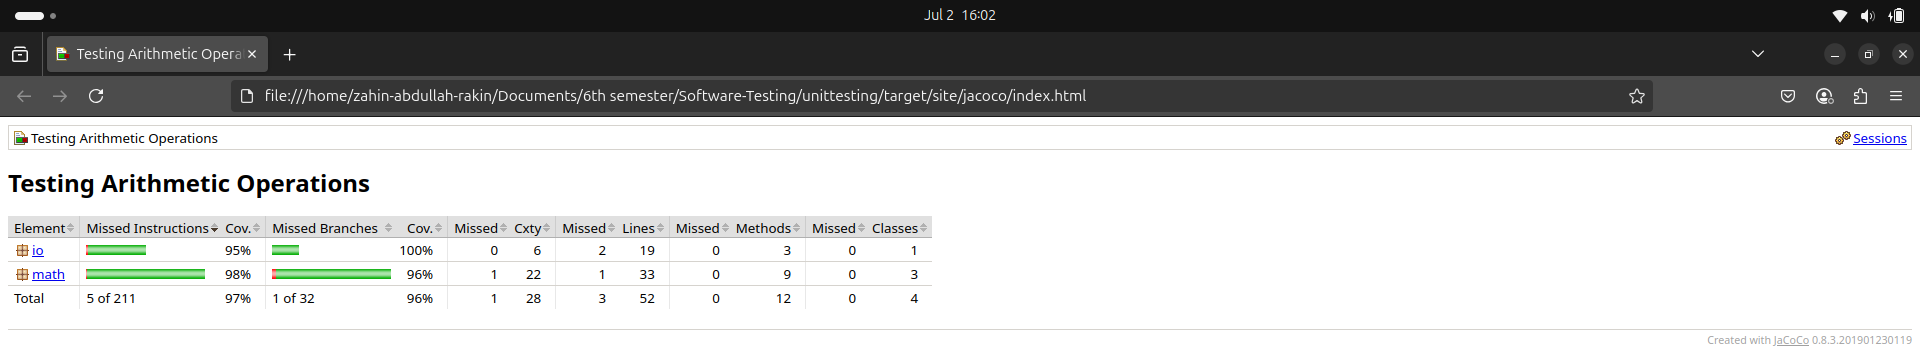 Jul 2 16:02
Testing Arithmetic Opera
file:///home/zahin-abdullah-rakin/Documents/6th semester/Software-Testing/unittesting/target/site/jacoco/index.html
Testing Arithmetic Operations Sessions
Testing Arithmetic Operations
Element Missed Instructions Cov. Missed Branches Cov. Missed Cxty Missed Lines Missed Methods Missed Classes
io 95% 100% 0 6 2 19 0 3 0 1
math 98% 96% 1 22 1 33 0 9 0 3
Total 5 of 211 97% 1 of 32 96% 1 28 3 52 0 12 0 4
Created with JaCoCo 0.8.3.201901230119